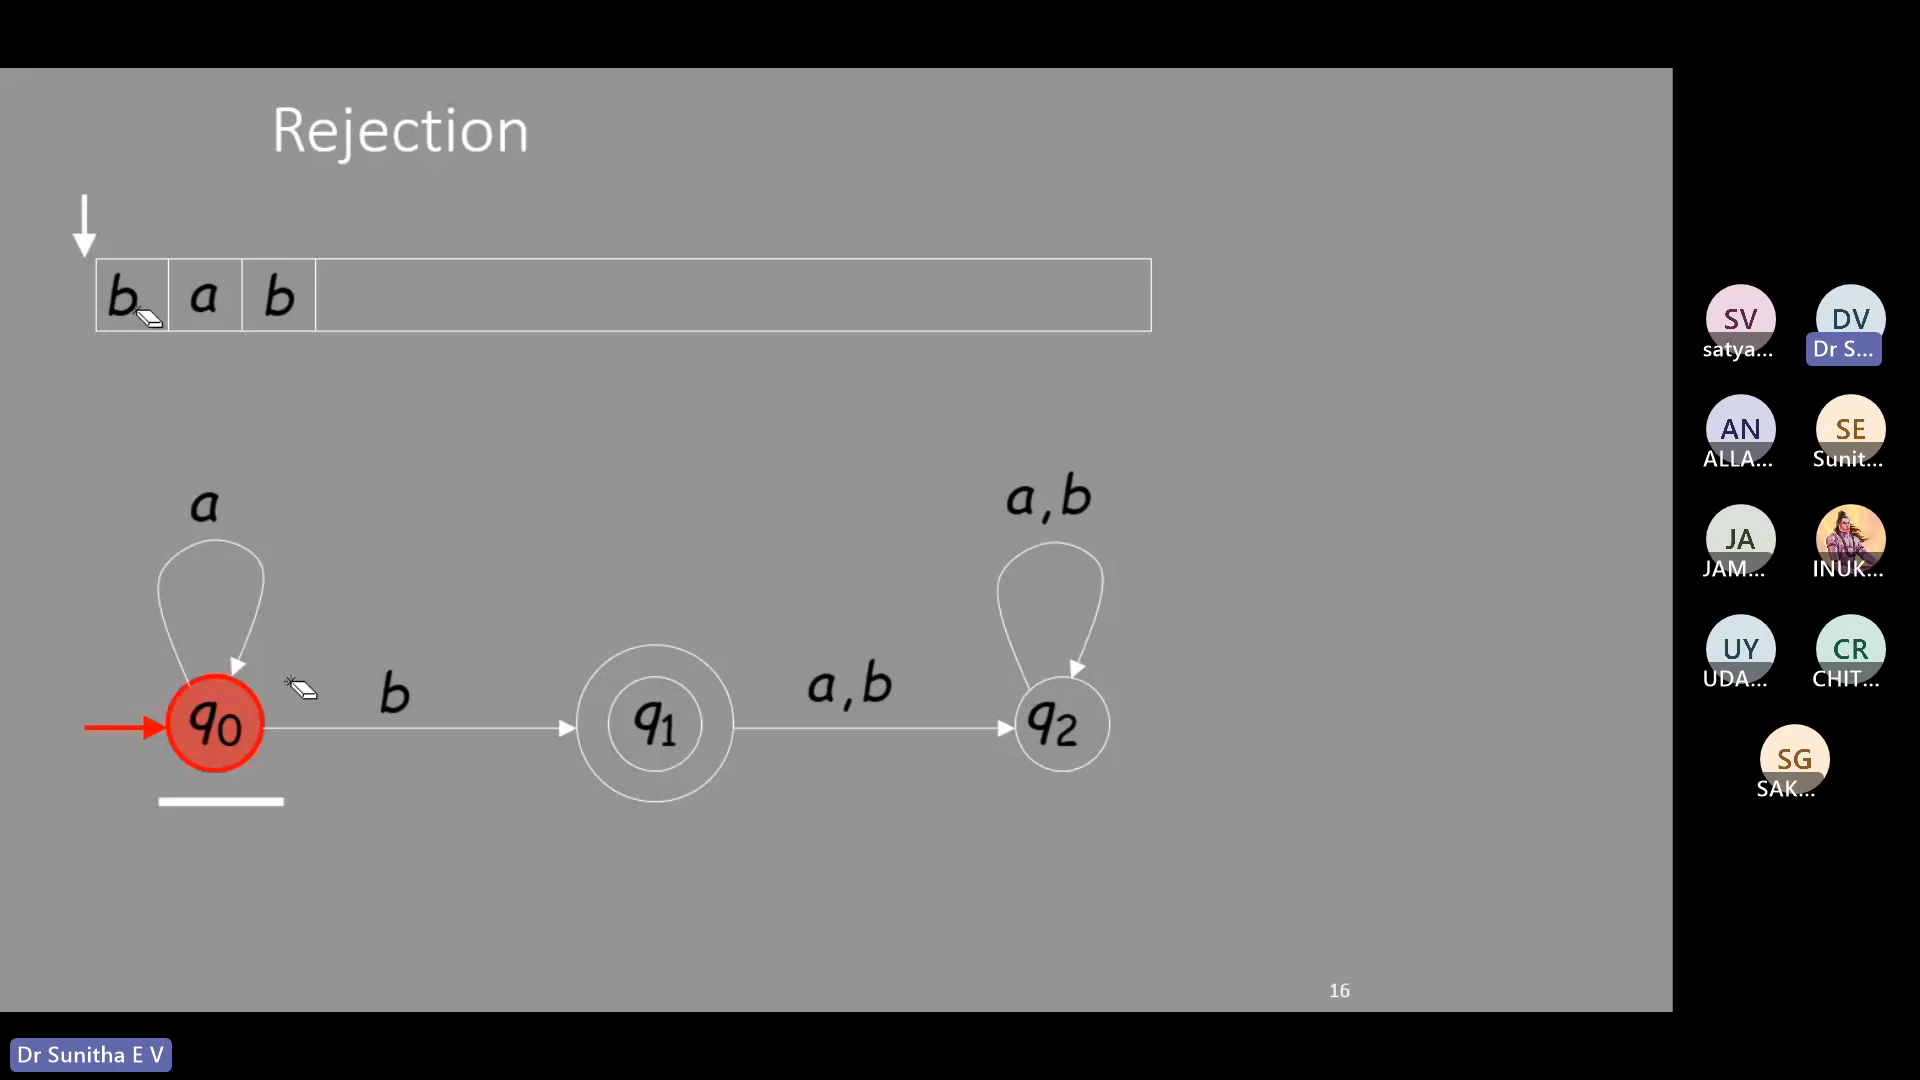 Rejection
b a b
a
a,b
b
a,b
q0
q1
q2
16
SV
satya...
DV
Dr S...
AN
ALLA...
SE
Sunit...
JA
JAM...
INUK...
UY
UDA...
CR
CHIT...
SG
SAK...
Dr Sunitha E V